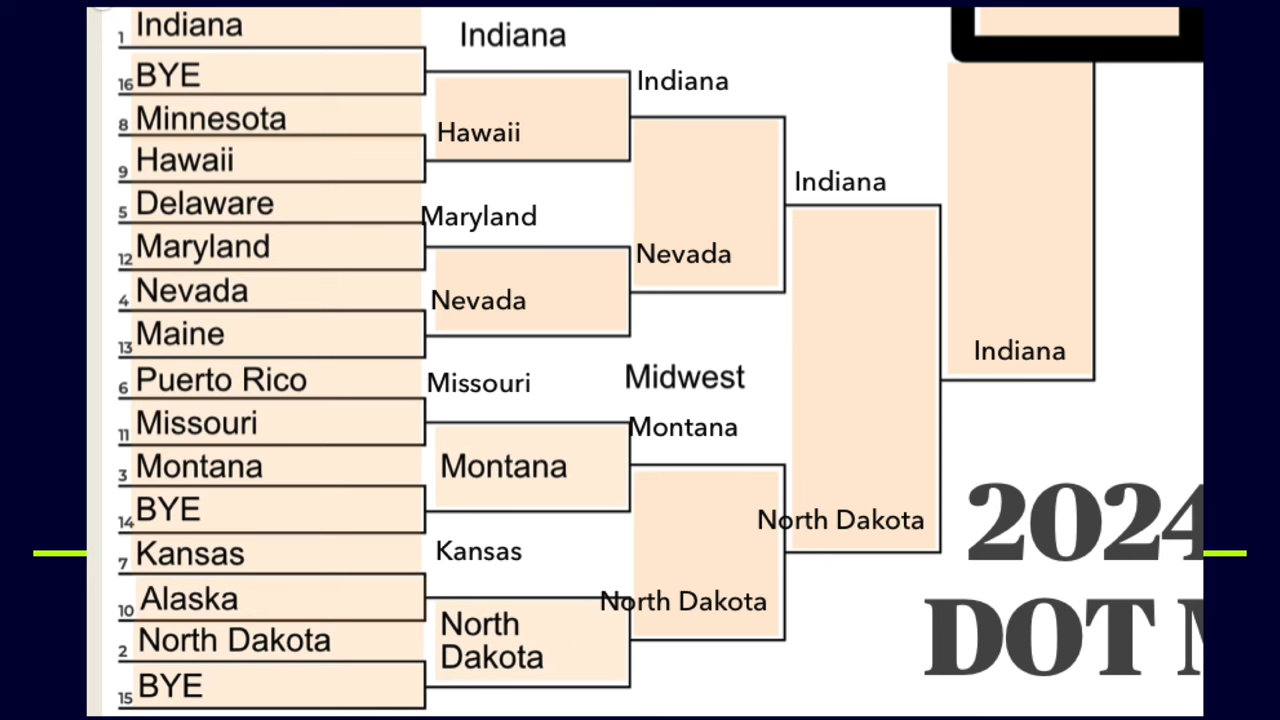 1 Indiana
16 BYE
8 Minnesota
9 Hawaii
5 Delaware
12 Maryland
4 Nevada
13 Maine
6 Puerto Rico
11 Missouri
3 Montana
14 BYE
7 Kansas
10 Alaska
2 North Dakota
15 BYE
Indiana
Hawaii
Maryland
Nevada
Missouri
Montana
Kansas
North
Dakota
Indiana
Nevada
Midwest
Montana
North Dakota
Indiana
North Dakota
Indiana
2024
DOT